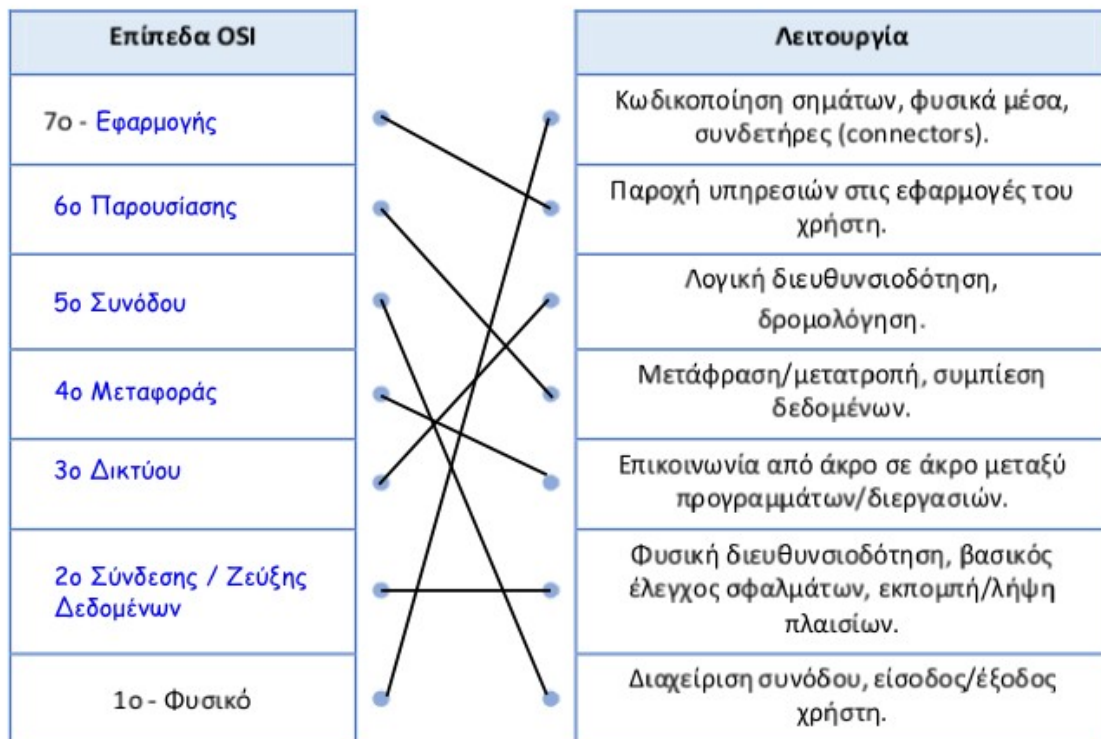 Επίπεδα OSI
Λειτουργία
7ο - Εφαρμογής
Κωδικοποίηση σημάτων, φυσικά μέσα,
συνδετήρες (connectors).
6ο Παρουσίασης
Παροχή υπηρεσιών στις εφαρμογές του
χρήστη.
5ο Συνόδου
Λογική διευθυνσιοδότηση,
δρομολόγηση.
4ο Μεταφοράς
Μετάφραση/μετατροπή, συμπίεση
δεδομένων.
3ο Δικτύου
Επικοινωνία από άκρο σε άκρο μεταξύ
προγραμμάτων/διεργασιών.
2ο Σύνδεσης / Ζεύξης
Δεδομένων
Φυσική διευθυνσιοδότηση, βασικός
έλεγχος σφαλμάτων, εκπομπή/λήψη
πλαισίων.
1ο - Φυσικό
Διαχείριση συνόδου, είσοδος/έξοδος
χρήστη.